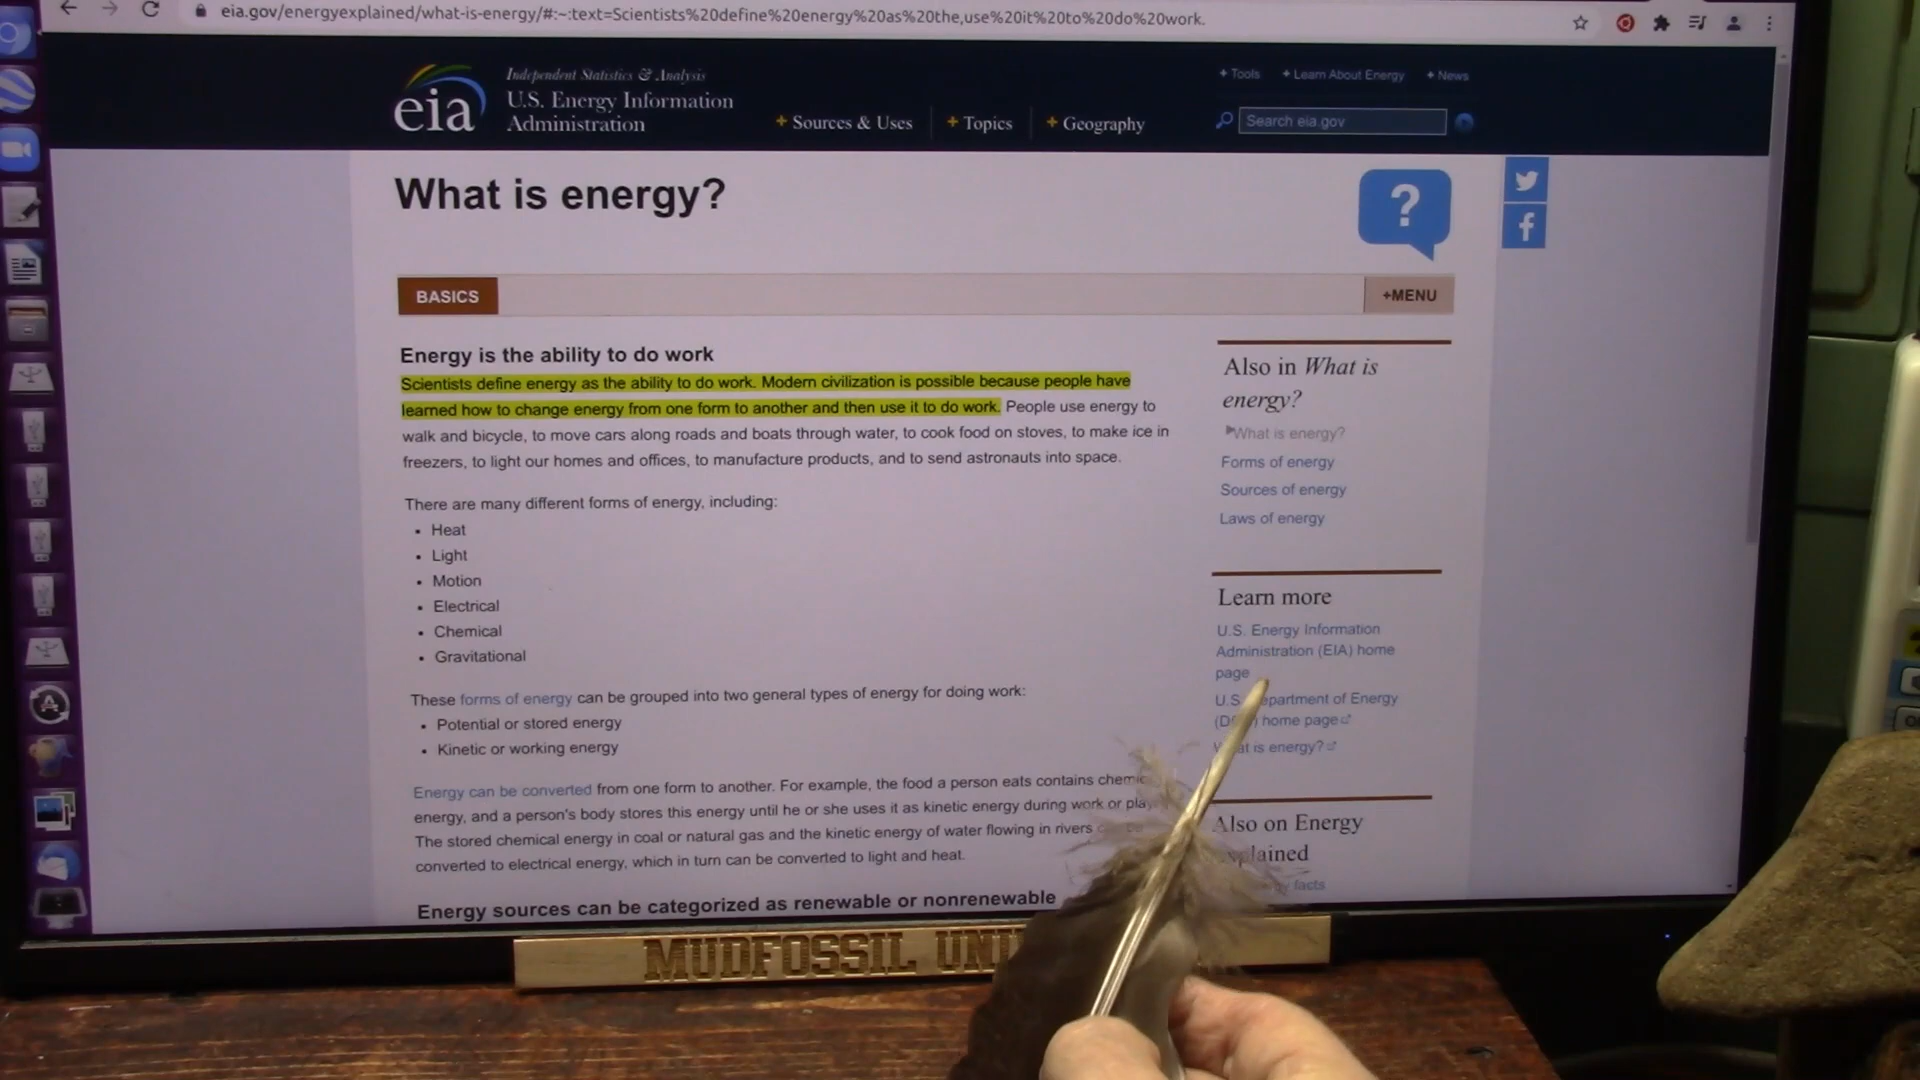 eia.gov/energyexplained/what-is-energy/#:~:text=Scientists%20define%20energy%20as%20the,use%20it%20to%20do%20work.
Independent Statistics & Analysis
eia
U.S. Energy Information
Administration
+ Sources & Uses
+ Topics
+ Geography
+ Tools
+ Learn About Energy
+ News
Search eia.gov
What is energy?
?
BASICS
+MENU
Energy is the ability to do work
Scientists define energy as the ability to do work. Modern civilization is possible because people have
learned how to change energy from one form to another and then use it to do work. People use energy to
walk and bicycle, to move cars along roads and boats through water, to cook food on stoves, to make ice in
freezers, to light our homes and offices, to manufacture products, and to send astronauts into space.
There are many different forms of energy, including:
• Heat
• Light
• Motion
• Electrical
• Chemical
• Gravitational
These forms of energy can be grouped into two general types of energy for doing work:
• Potential or stored energy
• Kinetic or working energy
Energy can be converted from one form to another. For example, the food a person eats contains
energy, and a person's body stores this energy until he or she uses it as kinetic energy during work or
The stored chemical energy in coal or natural gas and the kinetic energy of water flowing in rivers
converted to electrical energy, which in turn can be converted to light and heat.
Energy sources can be categorized as renewable or nonrenewable
Also in What is
energy?
What is energy?
Forms of energy
Sources of energy
Laws of energy
Learn more
U.S. Energy Information
Administration (EIA) home
page
U.S. of Energy
home page
is energy?
Also on Energy
facts
MUDFOSSIL